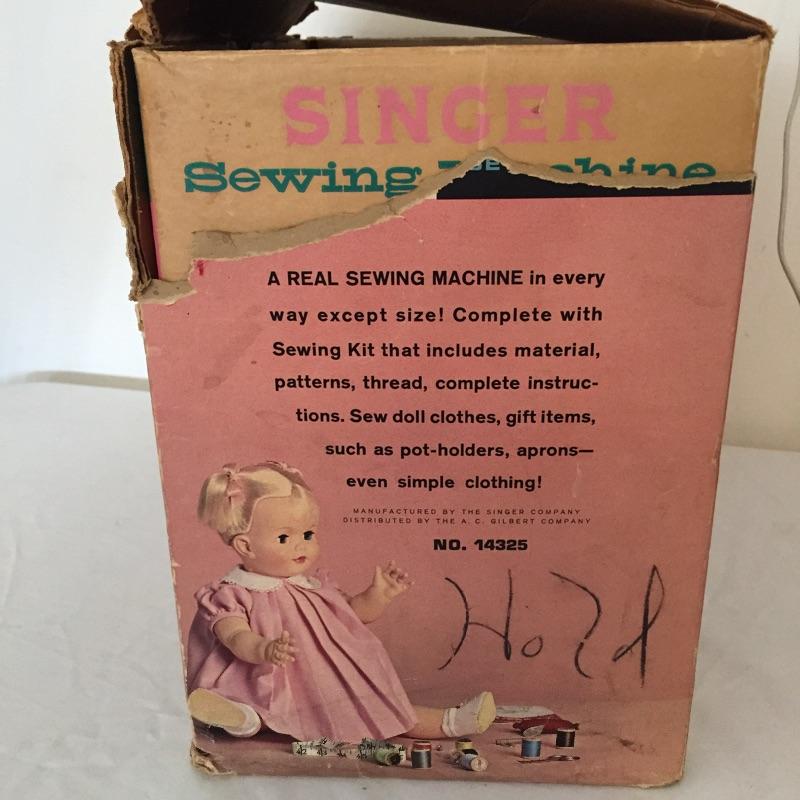 SINGER
Sewing Machine
A REAL SEWING MACHINE in every
way except size! Complete with
Sewing Kit that includes material,
patterns, thread, complete instruc-
tions. Sew doll clothes, gift items,
such as pot-holders, aprons—
even simple clothing!
MANUFACTURED BY THE SINGER COMPANY
DISTRIBUTED BY THE A. C. GILBERT COMPANY
NO. 14325
Hold